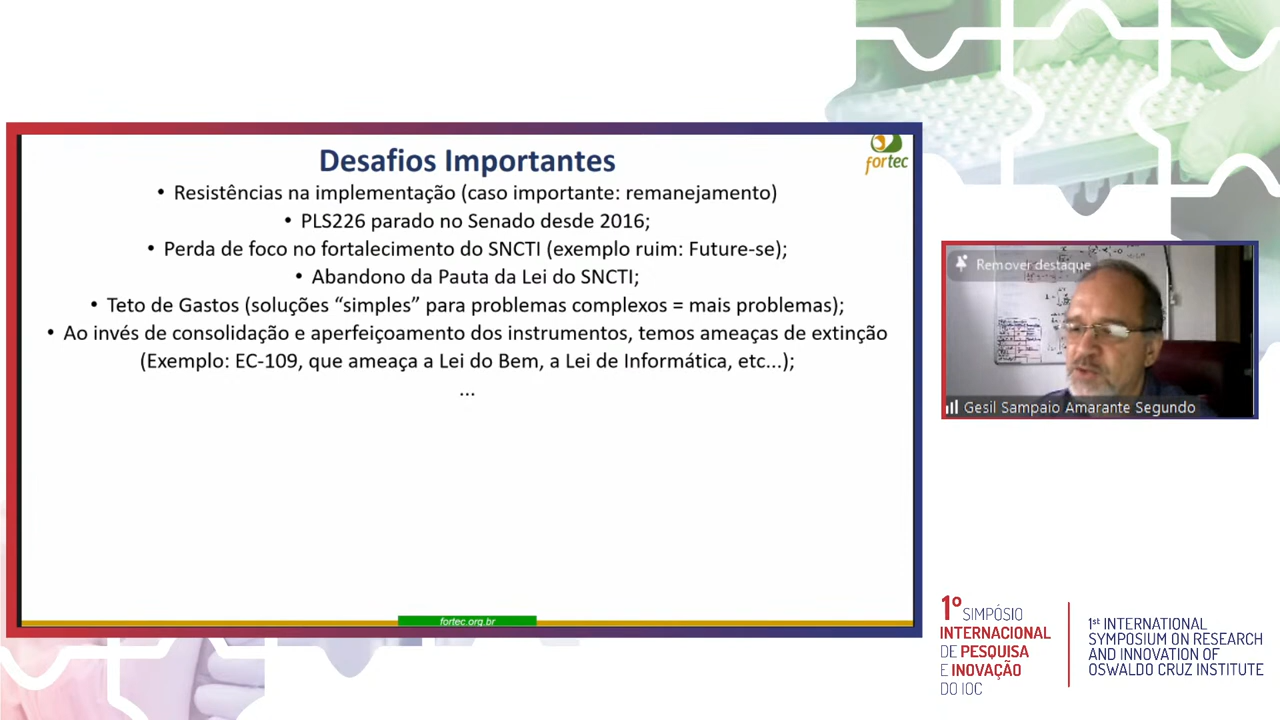 Desafios Importantes
fortec
• Resistências na implementação (caso importante: remanejamento)
• PLS226 parado no Senado desde 2016;
• Perda de foco no fortalecimento do SNCTI (exemplo ruim: Future-se);
• Abandono da Pauta da Lei do SNCTI;
• Teto de Gastos (soluções “simples” para problemas complexos = mais problemas);
• Ao invés de consolidação e aperfeiçoamento dos instrumentos, temos ameaças de extinção
(Exemplo: EC-109, que ameaça a Lei do Bem, a Lei de Informática, etc...);
...
fortec.org.br
Remover destaque
Gesil Sampaio Amarante Segundo
1º SIMPÓSIO
INTERNACIONAL
DE PESQUISA
E INOVAÇÃO
DO IOC
1st INTERNATIONAL
SYMPOSIUM ON RESEARCH
AND INNOVATION OF
OSWALDO CRUZ INSTITUTE